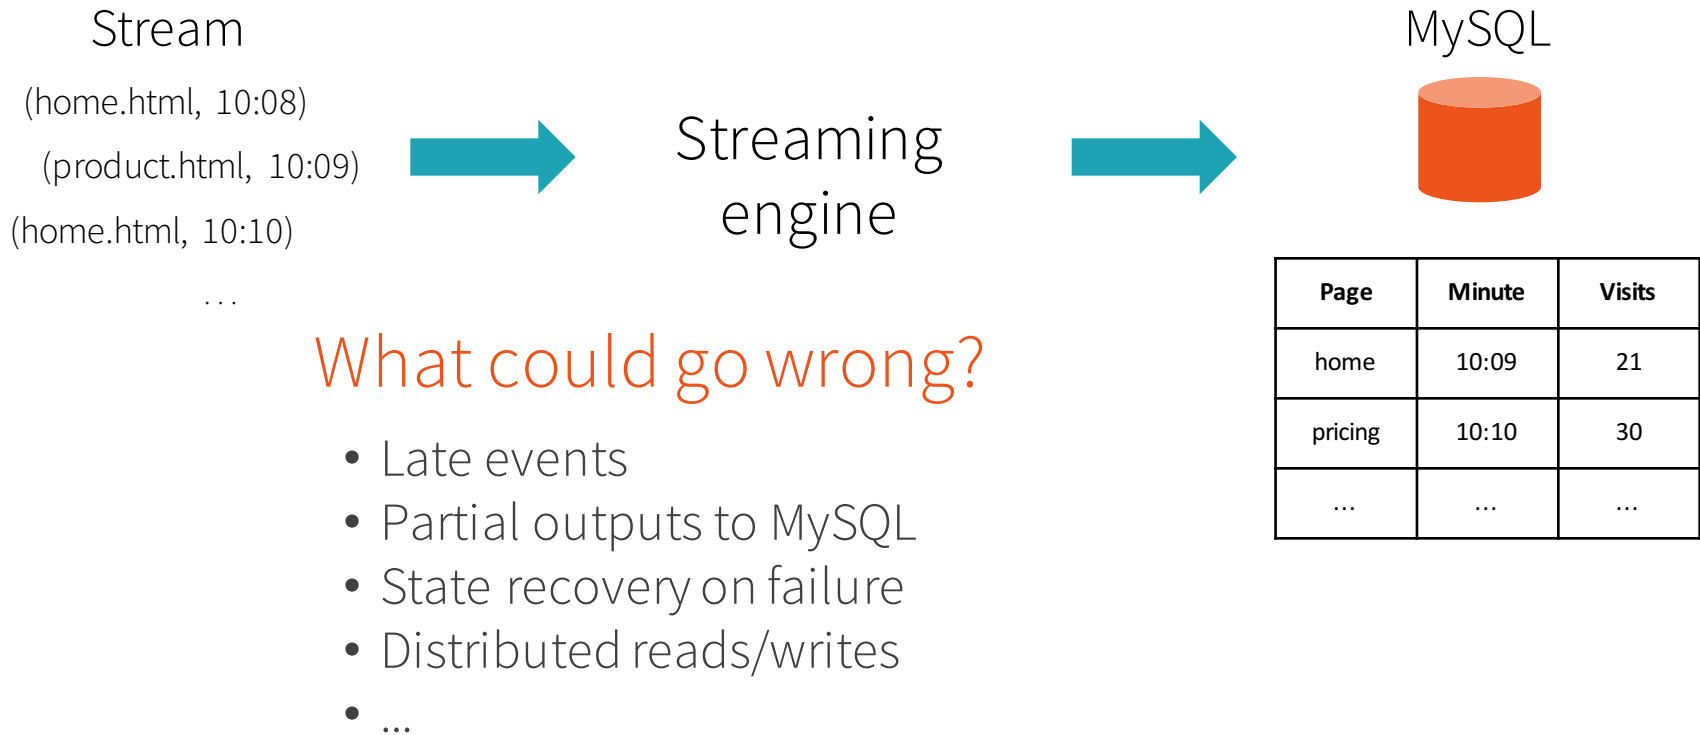 Stream
(home.html, 10:08)
(product.html, 10:09)
(home.html, 10:10)
...
Streaming
engine
MySQL
Page Minute Visits
home 10:09 21
pricing 10:10 30
... ... ...
What could go wrong?
• Late events
• Partial outputs to MySQL
• State recovery on failure
• Distributed reads/writes
• ...